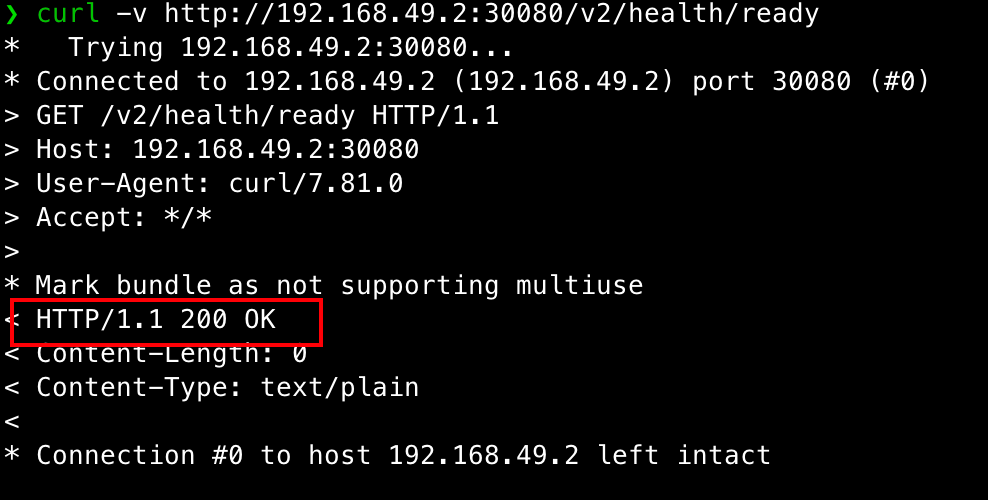 ❯ curl -v http://192.168.49.2:30080/v2/health/ready
*   Trying 192.168.49.2:30080...
* Connected to 192.168.49.2 (192.168.49.2) port 30080 (#0)
> GET /v2/health/ready HTTP/1.1
> Host: 192.168.49.2:30080
> User-Agent: curl/7.81.0
> Accept: */*
>
* Mark bundle as not supporting multiuse
< HTTP/1.1 200 OK
< Content-Length: 0
< Content-Type: text/plain
<
* Connection #0 to host 192.168.49.2 left intact